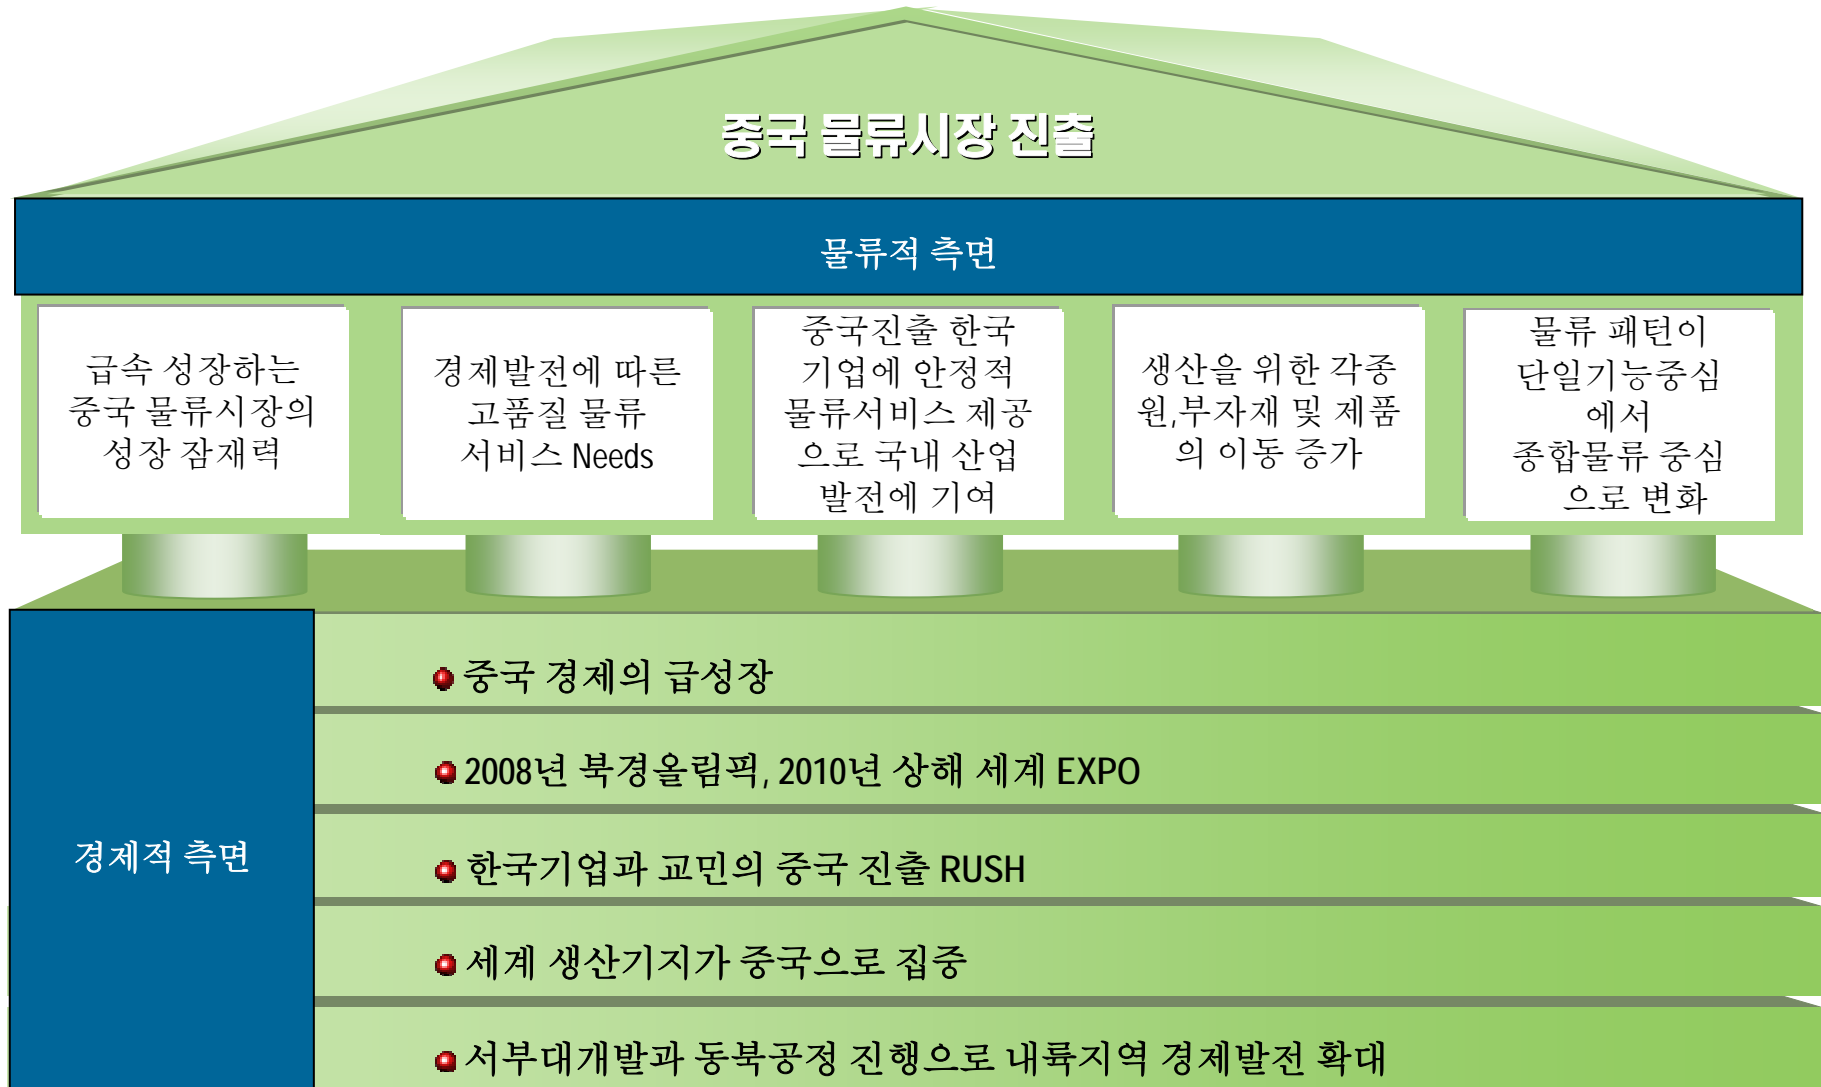 중국 물류시장 진출
물류적 측면
급속 성장하는
중국 물류시장의
성장 잠재력
경제발전에 따른
고품질 물류
서비스 Needs
중국진출 한국
기업에 안정적
물류서비스 제공
으로 국내 산업
발전에 기여
생산을 위한 각종
원,부자재 및 제품
의 이동 증가
물류 패턴이
단일기능중심
에서
종합물류 중심
으로 변화
경제적 측면
중국 경제의 급성장
2008년 북경올림픽, 2010년 상해 세계 EXPO
한국기업과 교민의 중국 진출 RUSH
세계 생산기지가 중국으로 집중
서부대개발과 동북공정 진행으로 내륙지역 경제발전 확대